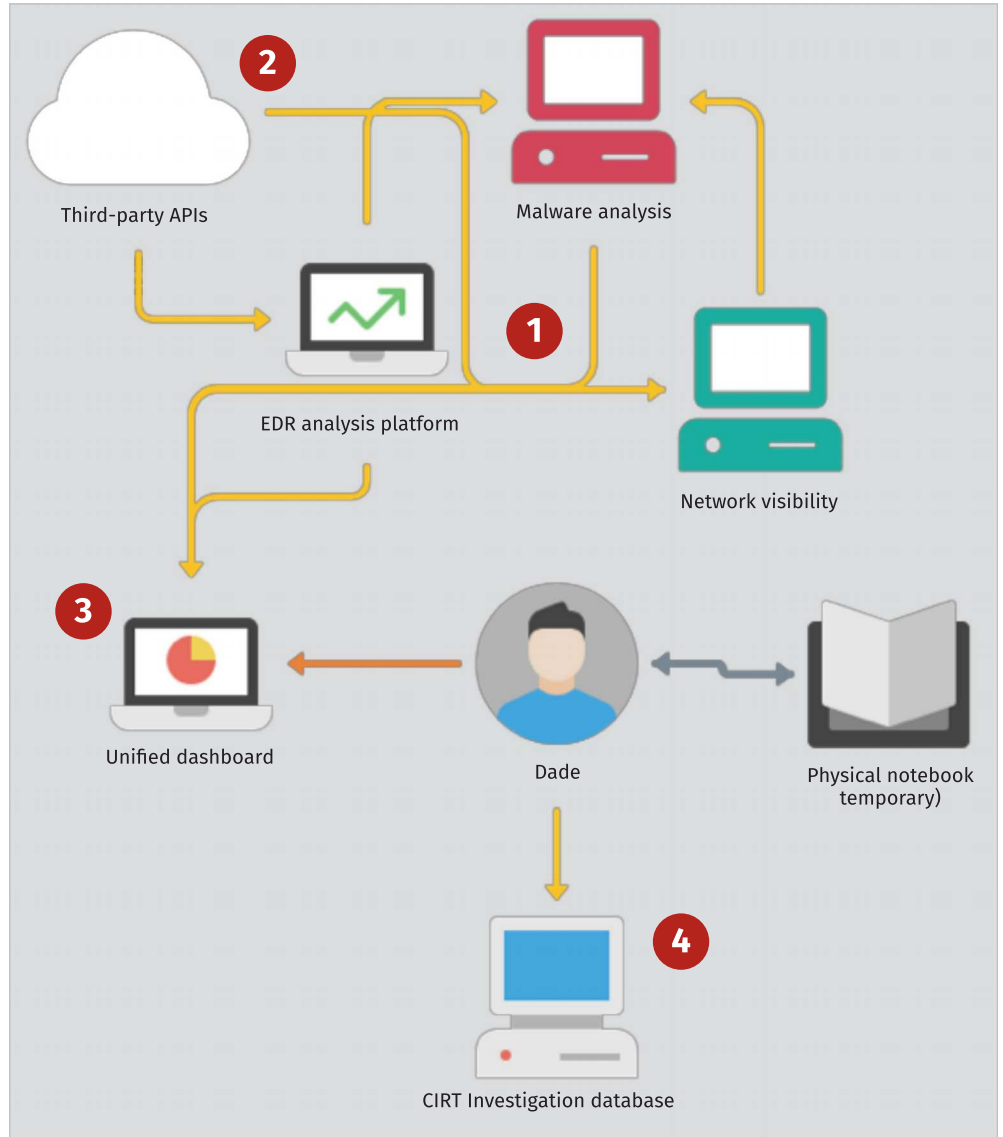 2
Third-party APIs
Malware analysis
1
EDR analysis platform
Network visibility
3
Unified dashboard
Dade
Physical notebook
temporary)
4
CIRT Investigation database